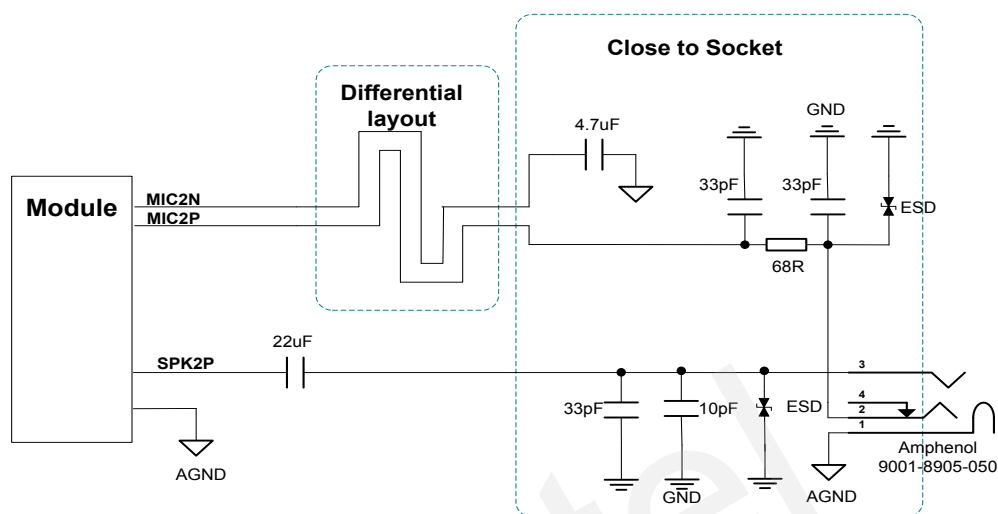 Close to Socket
Differential
layout
4.7uF
GND
33pF
33pF
ESD
Module
MIC2N
MIC2P
68R
SPK2P
22uF
33pF
10pF
ESD
GND
3
4
2
1
AGND
AGND
Amphenol
9001-8905-050